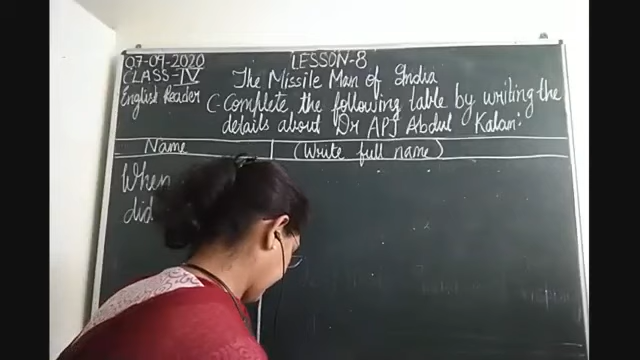 07-09-2020 LESSON-8
CLASS-IV The Missile Man of India
English Reader C-Complete the following table by writing the
details about Dr APJ Abdul Kalam:
Name (Write full name)
When
did